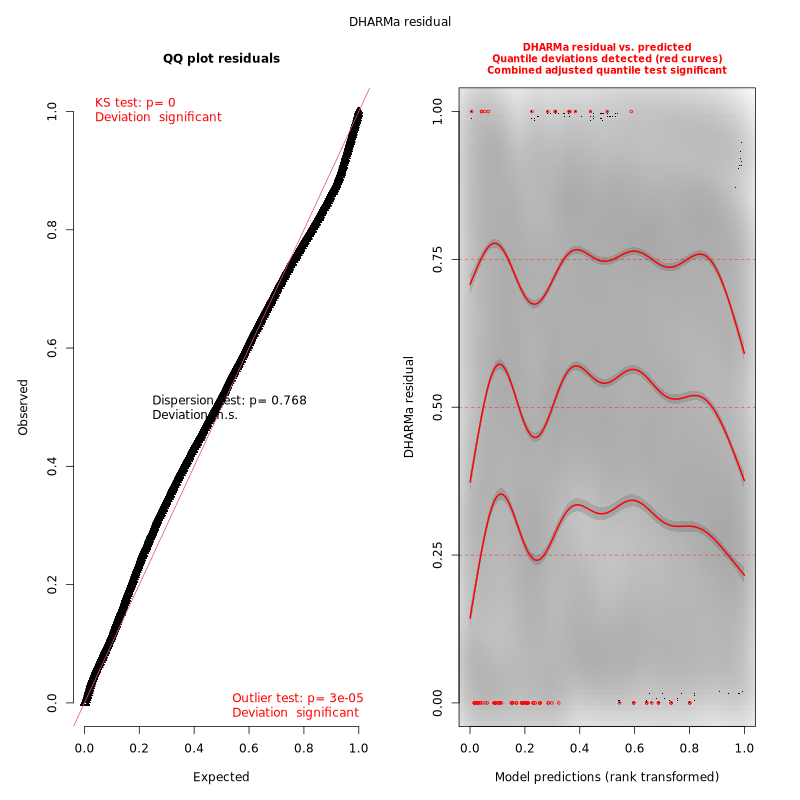 DHARMa residual
QQ plot residuals
KS test: p= 0
Deviation  significant
Dispersion test: p= 0.768
Deviation n.s.
Outlier test: p= 3e-05
Deviation  significant
Observed
0.0
0.2
0.4
0.6
0.8
1.0
0.0 0.2 0.4 0.6 0.8 1.0
Expected
DHARMa residual vs. predicted
Quantile deviations detected (red curves)
Combined adjusted quantile test significant
DHARMa residual
0.00
0.25
0.50
0.75
1.00
0.0 0.2 0.4 0.6 0.8 1.0
Model predictions (rank transformed)